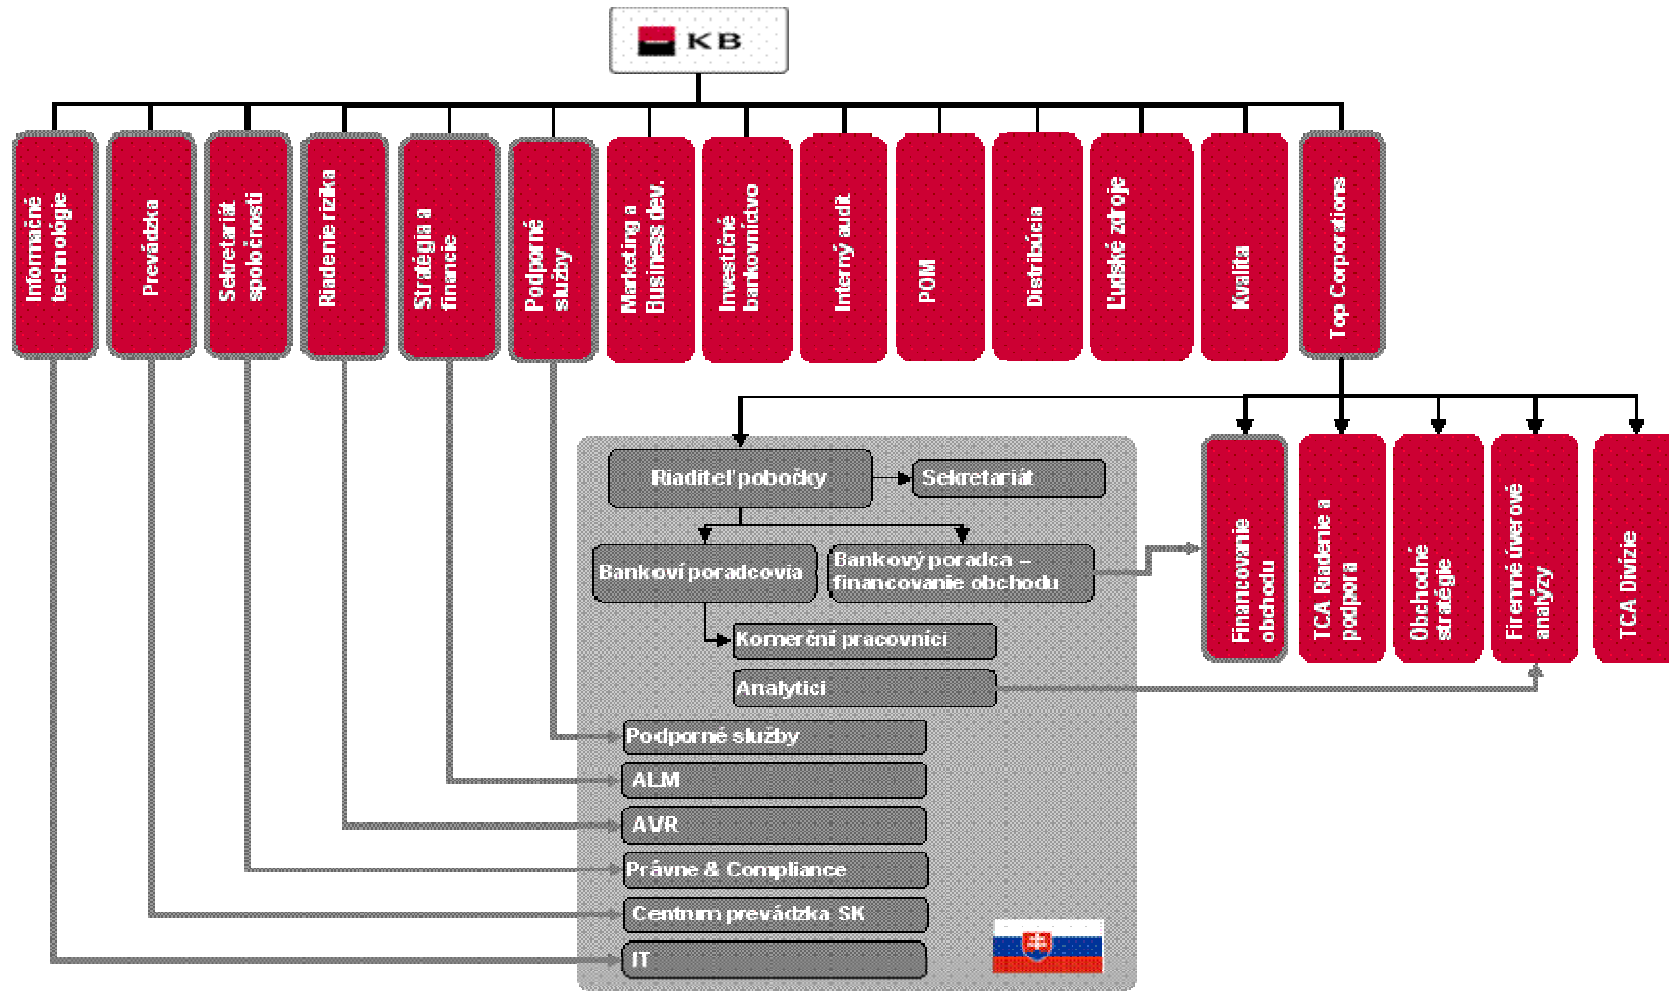 KB
Informačné
technológie
Prevádzka
Sekretariát
spoločnosti
Riadenie rizika
Stratégia a
financie
Podporné
služby
Marketing a
Business dev.
Investičné
bankovníctvo
Interný audit
POM
Distribúcia
Ľudské zdroje
Kvalita
Top Corporations
Riaditeľ pobočky
Sekretariát
Bankoví poradcovia
Bankový poradca –
financovanie obchodu
Komerční pracovníci
Analytici
Financovanie
obchodu
TCA Riadenie a
podpora
Obchodné
stratégie
Firemné úverové
analýzy
TCA Divízie
Podporné služby
ALM
AVR
Právne & Compliance
Centrum prevádzka SK
IT